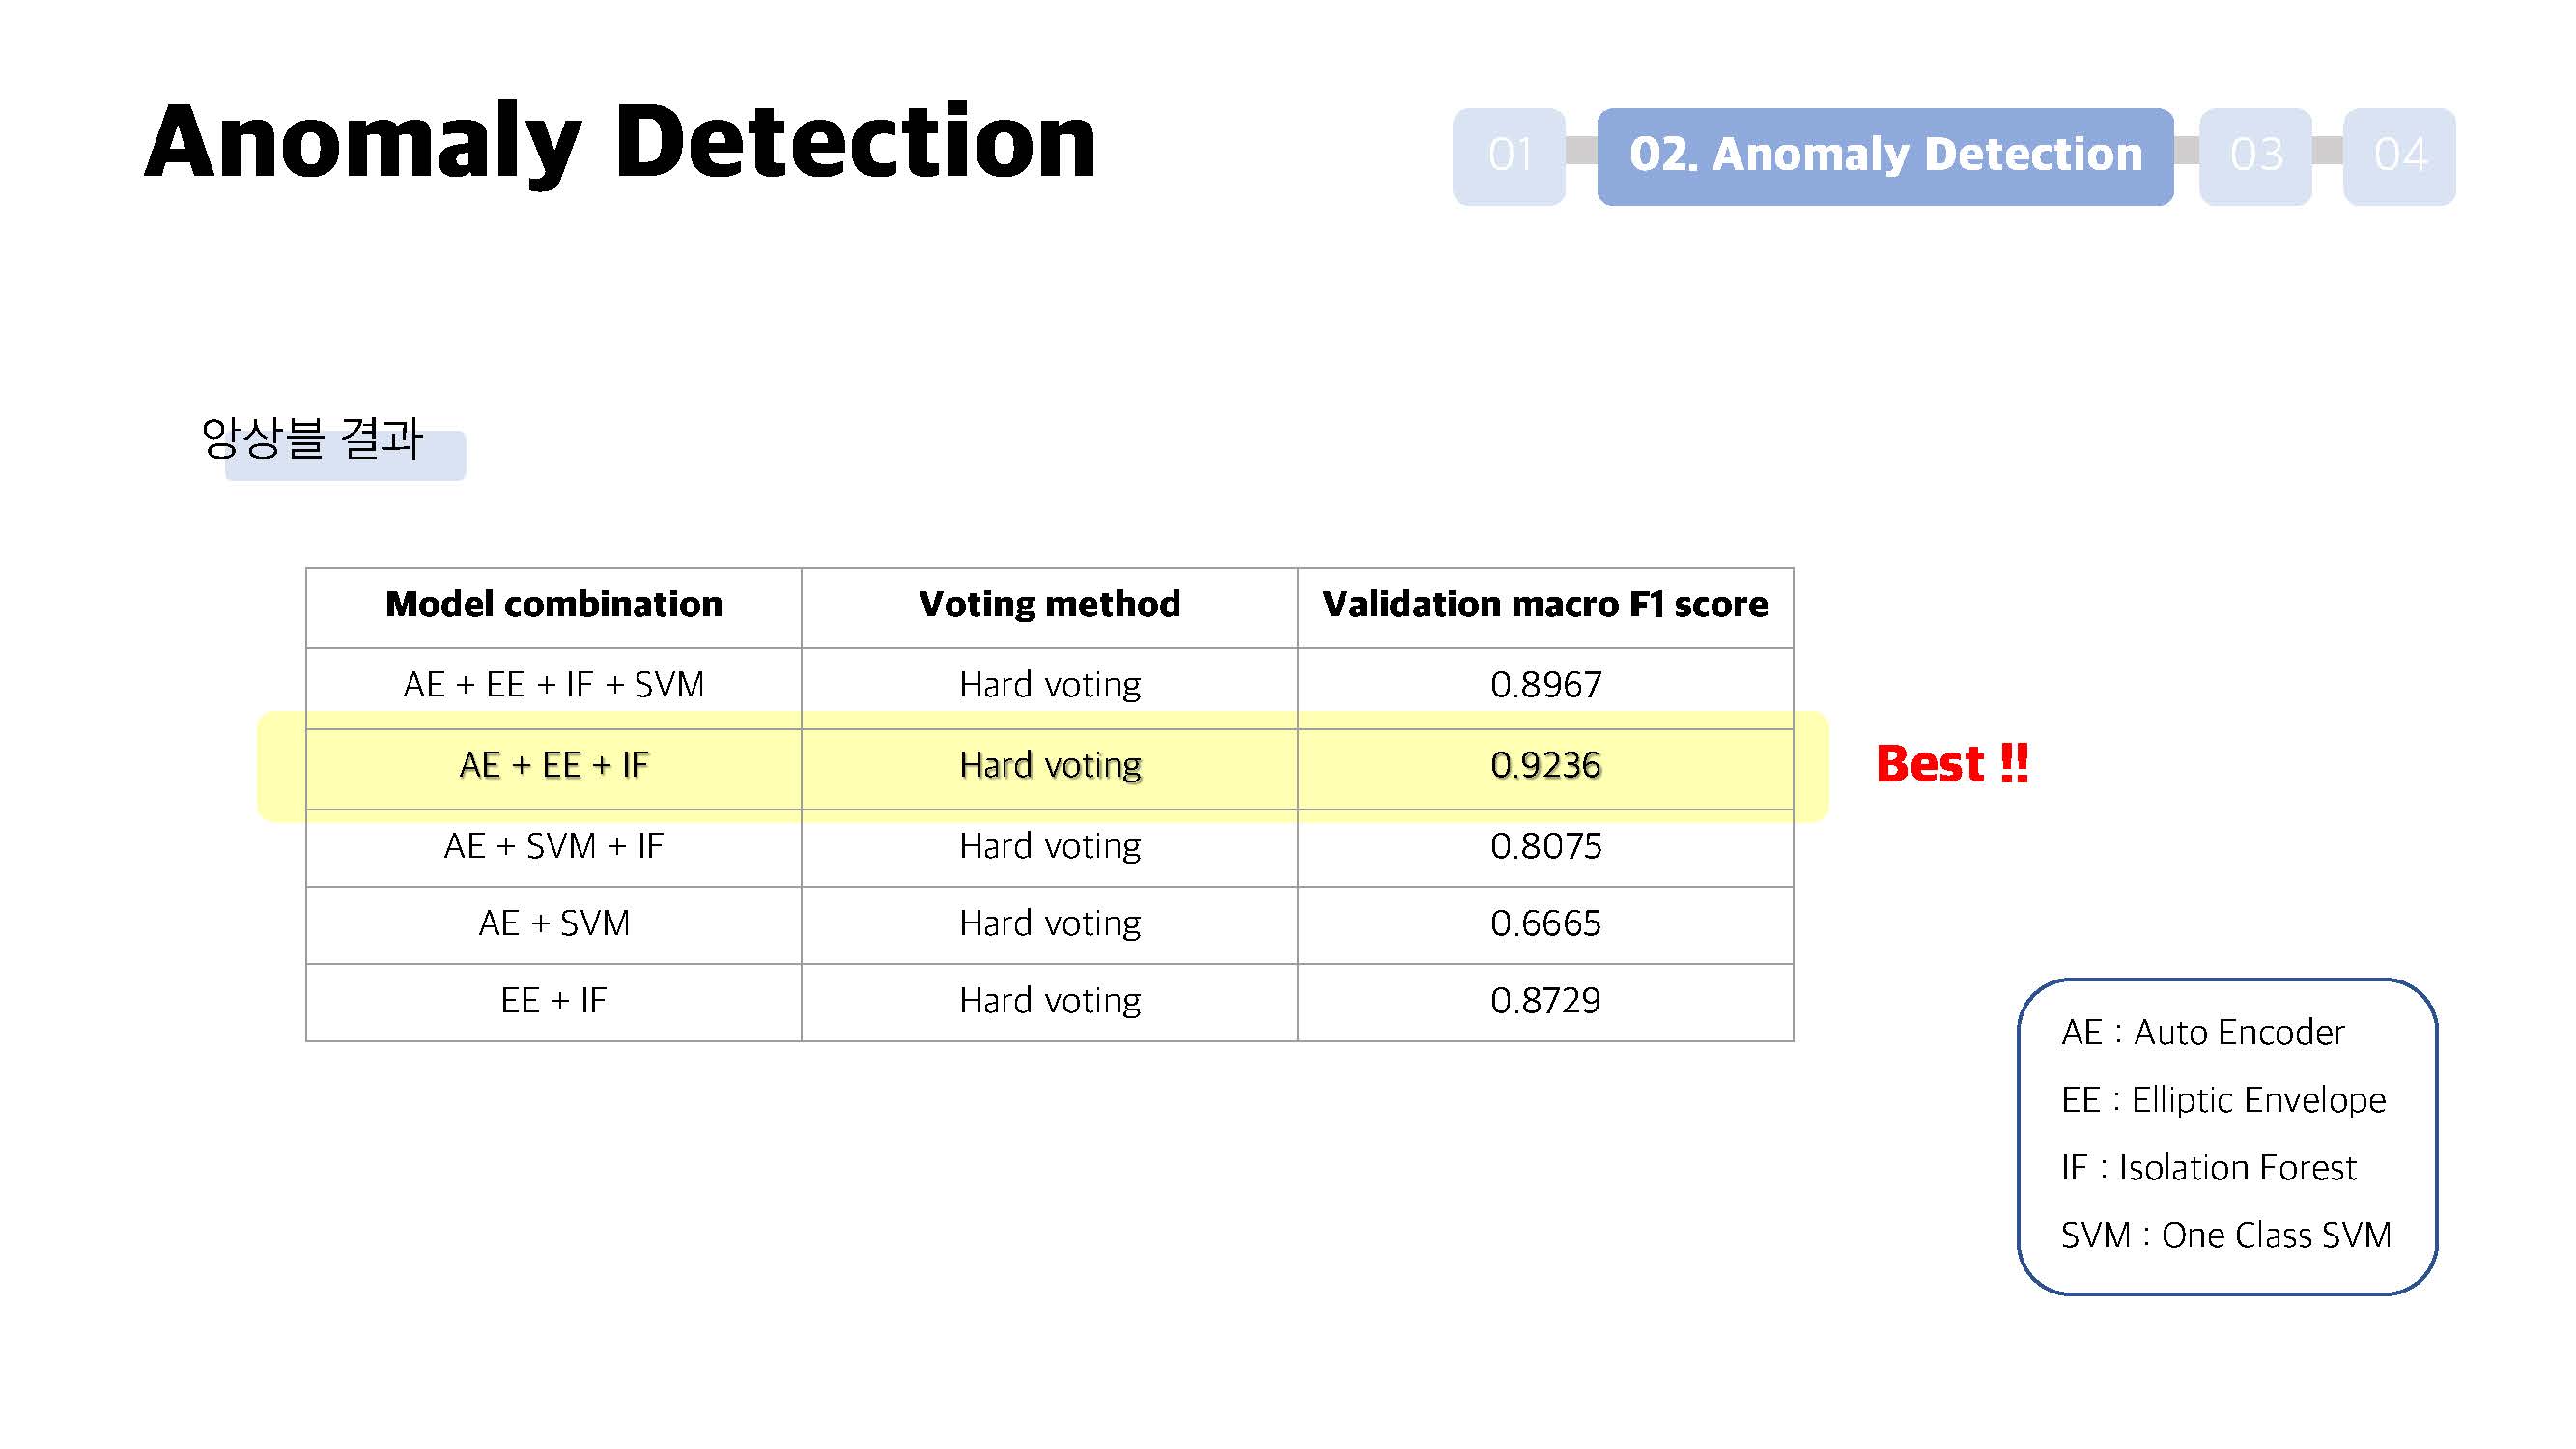 Anomaly Detection
01
02. Anomaly Detection
03
04
앙상블 결과
Model combination Voting method Validation macro F1 score
AE + EE + IF + SVM Hard voting 0.8967
AE + EE + IF Hard voting 0.9236
Best !!
AE + SVM + IF Hard voting 0.8075
AE + SVM Hard voting 0.6665
EE + IF Hard voting 0.8729
AE : Auto Encoder
EE : Elliptic Envelope
IF : Isolation Forest
SVM : One Class SVM